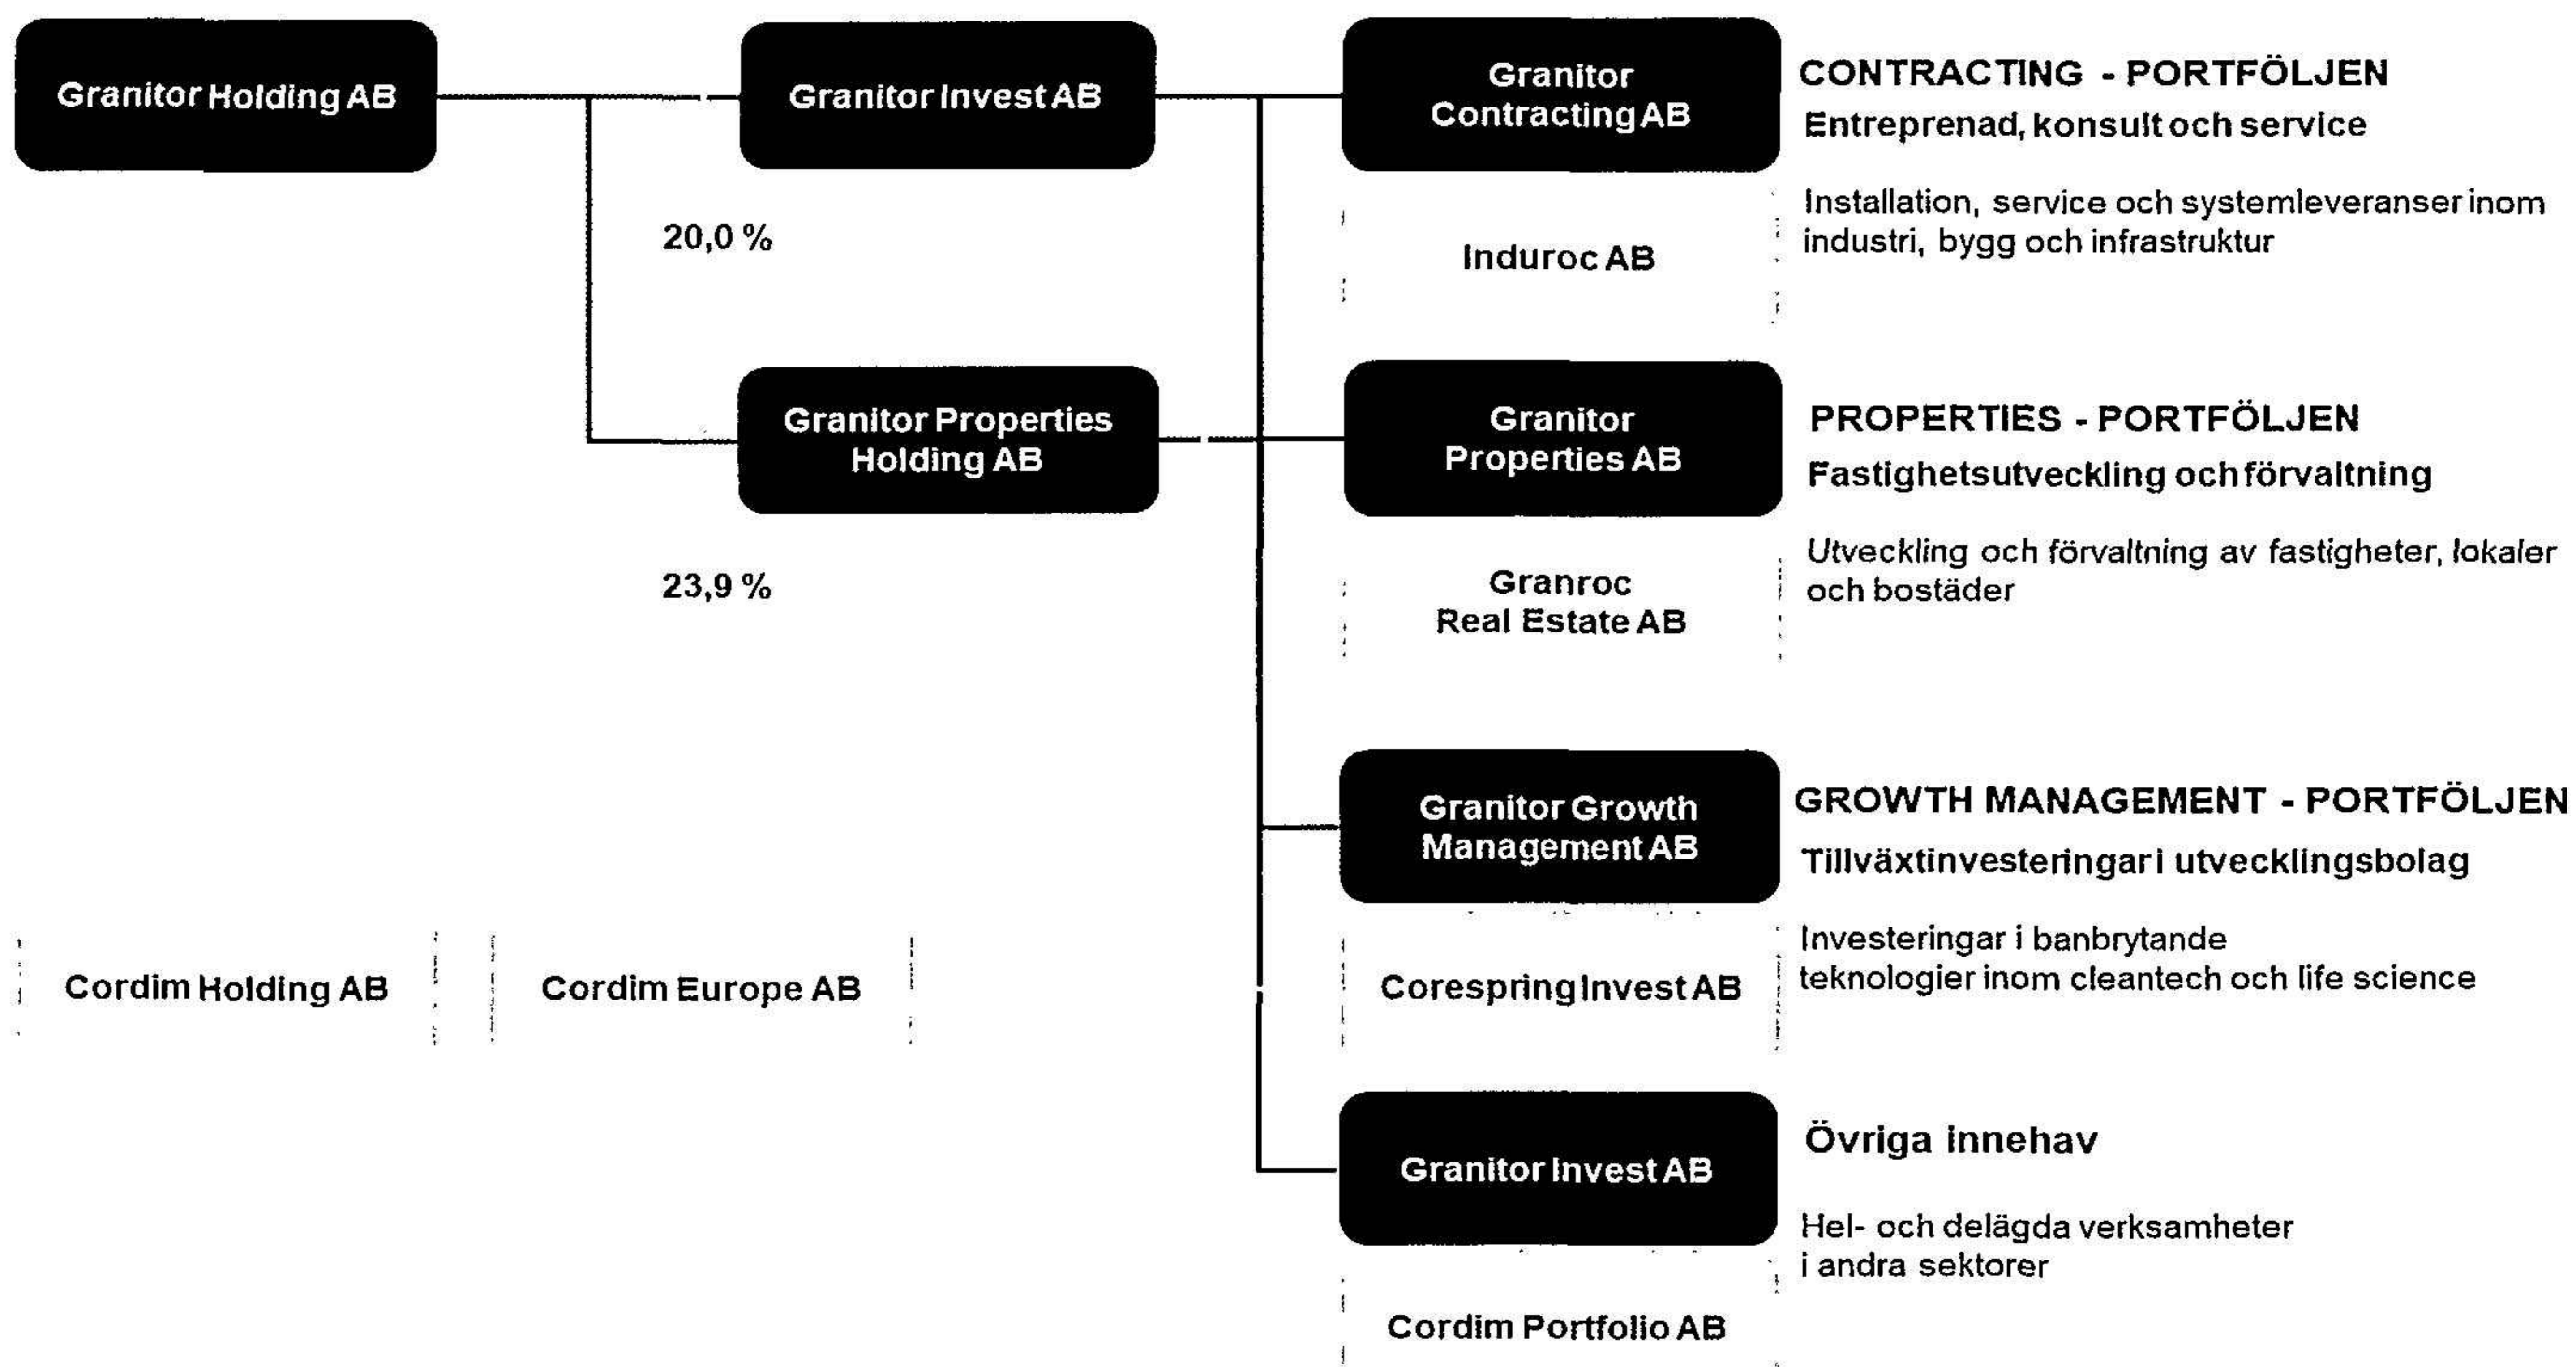 Granitor Holding AB
Granitor Invest AB
Granitor
Contracting AB
CONTRACTING - PORTFÖLJEN
Entreprenad, konsult och service
Installation, service och systemleveranser inom
industri, bygg och infrastruktur
20,0 %
Induroc AB
Granitor Properties
Holding AB
Granitor
Properties AB
PROPERTIES - PORTFÖLJEN
Fastighetsutveckling och förvaltning
Utveckling och förvaltning av fastigheter, lokaler
och bostäder
23,9 %
Granroc
Real Estate AB
Granitor Growth
Management AB
GROWTH MANAGEMENT - PORTFÖLJEN
Tillväxtinvesteringar i utvecklingsbolag
Investeringar i banbrytande
teknologier inom cleantech och life science
Cordim Holding AB
Cordim Europe AB
Corespring Invest AB
Granitor Invest AB
Övriga innehav
Hel- och delägda verksamheter
i andra sektorer
Cordim Portfolio AB